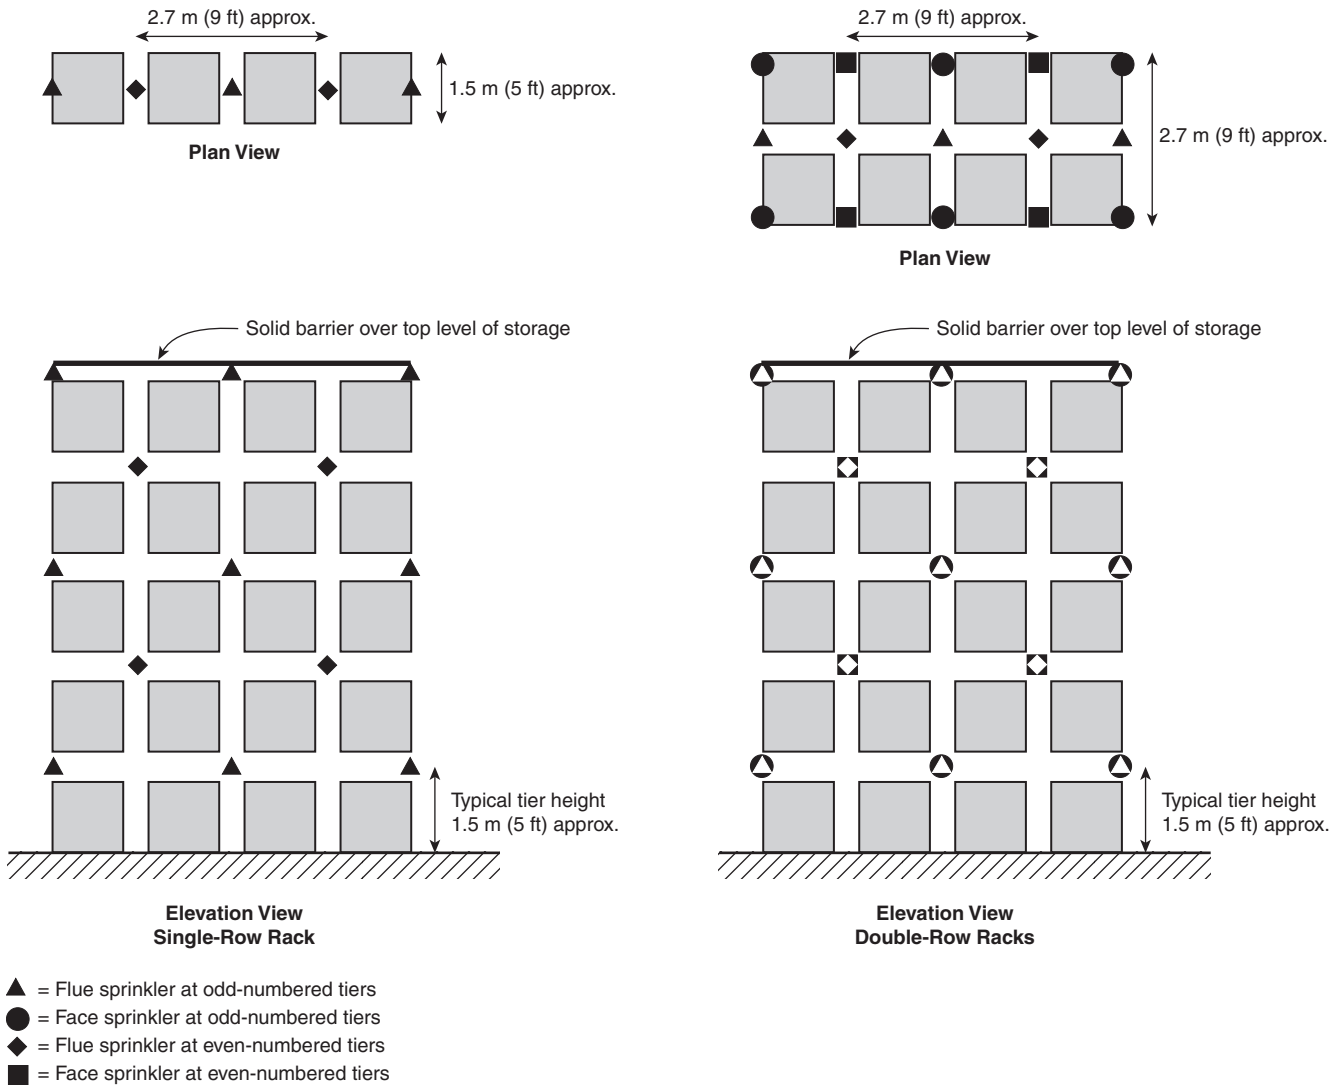 2.7 m (9 ft) approx.
1.5 m (5 ft) approx.
Plan View
2.7 m (9 ft) approx.
2.7 m (9 ft) approx.
Plan View
Solid barrier over top level of storage
Typical tier height
1.5 m (5 ft) approx.
Elevation View
Single-Row Rack
Solid barrier over top level of storage
Typical tier height
1.5 m (5 ft) approx.
Elevation View
Double-Row Racks
= Flue sprinkler at odd-numbered tiers
= Face sprinkler at odd-numbered tiers
= Flue sprinkler at even-numbered tiers
= Face sprinkler at even-numbered tiers